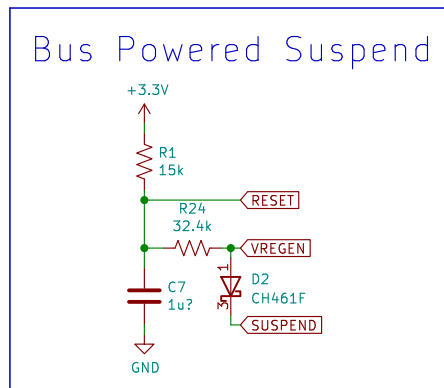 Bus Powered Suspend
+3.3V
R1
15k
RESET
R24
32.4k
VREGEN
1
D2
CH461F
3
C7
1u?
SUSPEND
GND